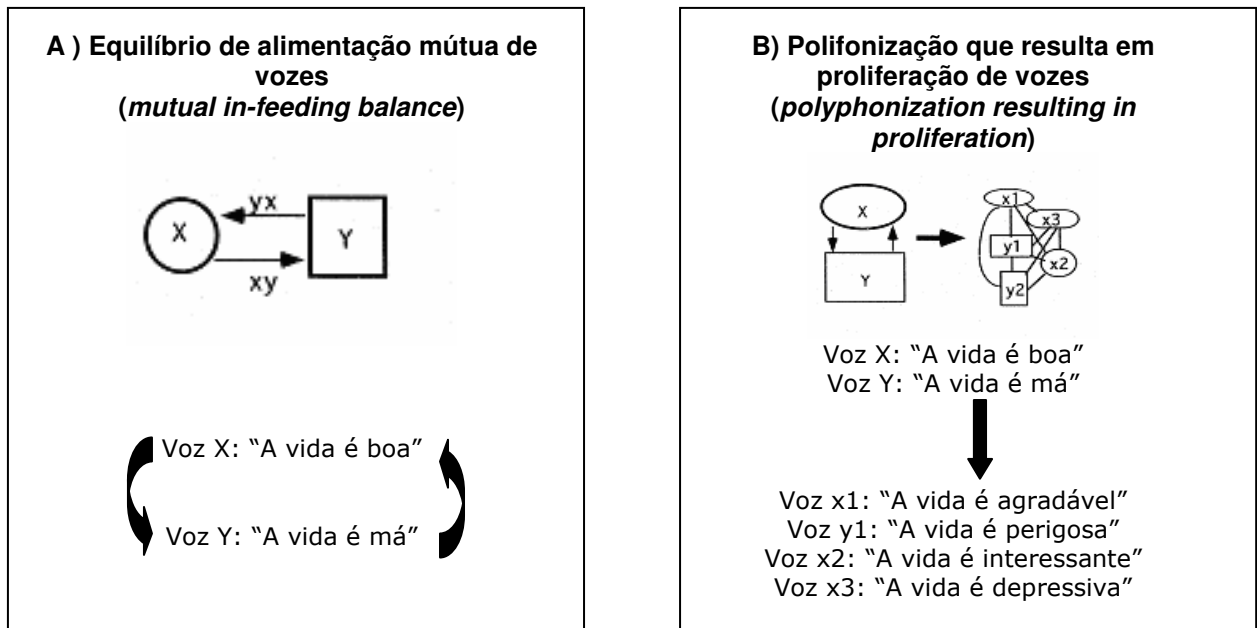 A ) Equilíbrio de alimentação mútua de
vozes
(mutual in-feeding balance)
yx
X
Y
xy
Voz X: “A vida é boa”
Voz Y: “A vida é má”
B) Polifonização que resulta em
proliferação de vozes
(polyphonization resulting in
proliferation)
X
Y
x1
x3
y1
x2
y2
Voz X: “A vida é boa”
Voz Y: “A vida é má”
Voz x1: “A vida é agradável”
Voz y1: “A vida é perigosa”
Voz x2: “A vida é interessante”
Voz x3: “A vida é depressiva”